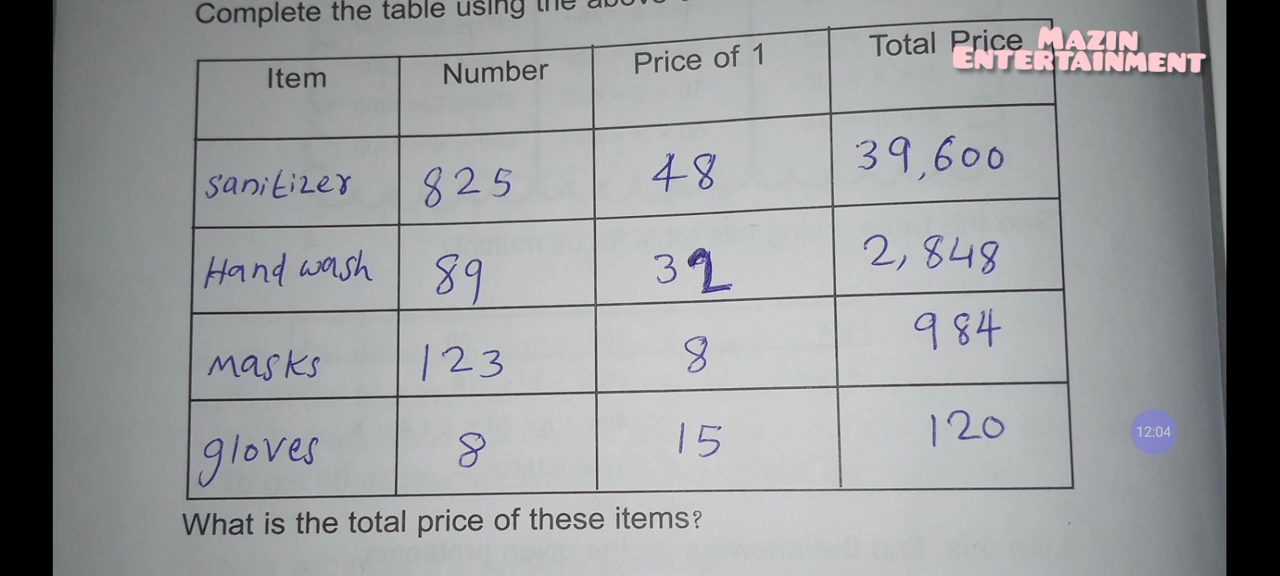 Complete the table using the above
Mazin
Entertainment
Item Number Price of 1 Total Price
sanitizer 825 48 39,600
Hand wash 89 32 2,848
masks 123 8 984
gloves 8 15 120
12:04
What is the total price of these items?